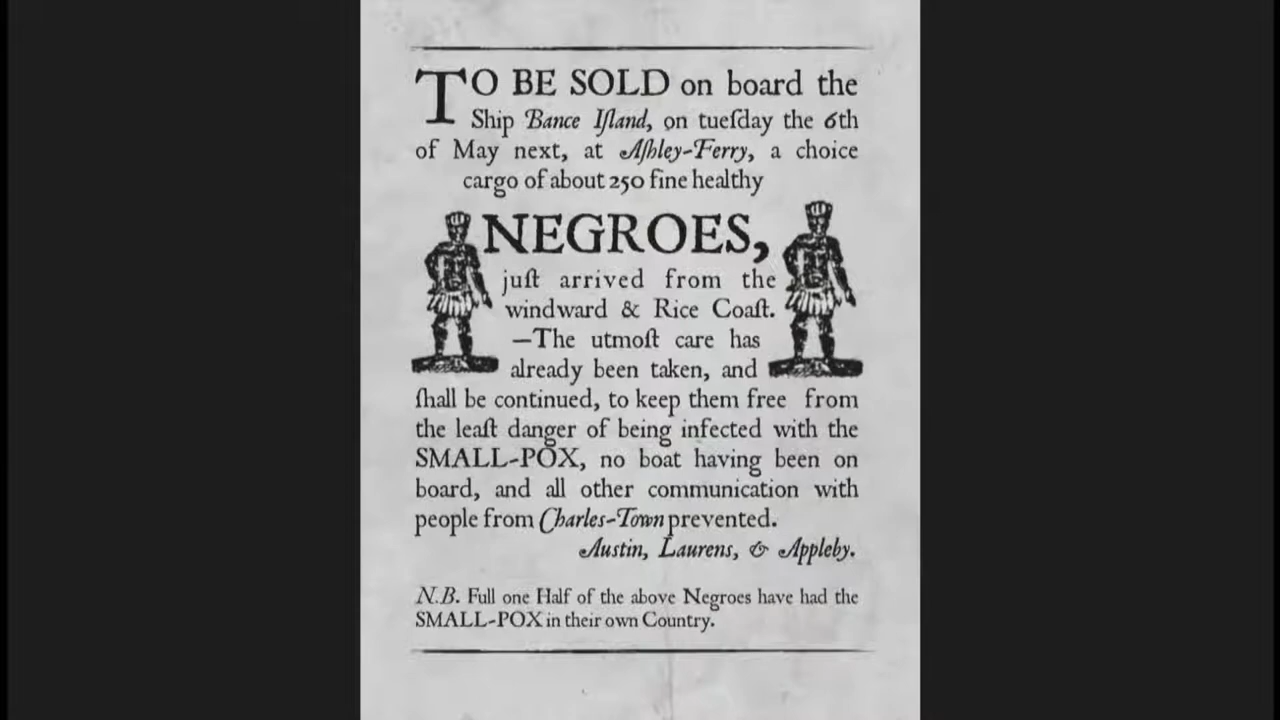 TO BE SOLD on board the
Ship Bance Iſland, on tueſday the 6th
of May next, at Aſhley-Ferry, a choice
cargo of about 250 fine healthy
NEGROES,
juſt arrived from the
windward & Rice Coaſt.
—The utmoſt care has
already been taken, and
ſhall be continued, to keep them free from
the leaſt danger of being infected with the
SMALL-POX, no boat having been on
board, and all other communication with
people from Charles-Town prevented.
Austin, Laurens, & Appleby.
N.B. Full one Half of the above Negroes have had the
SMALL-POX in their own Country.